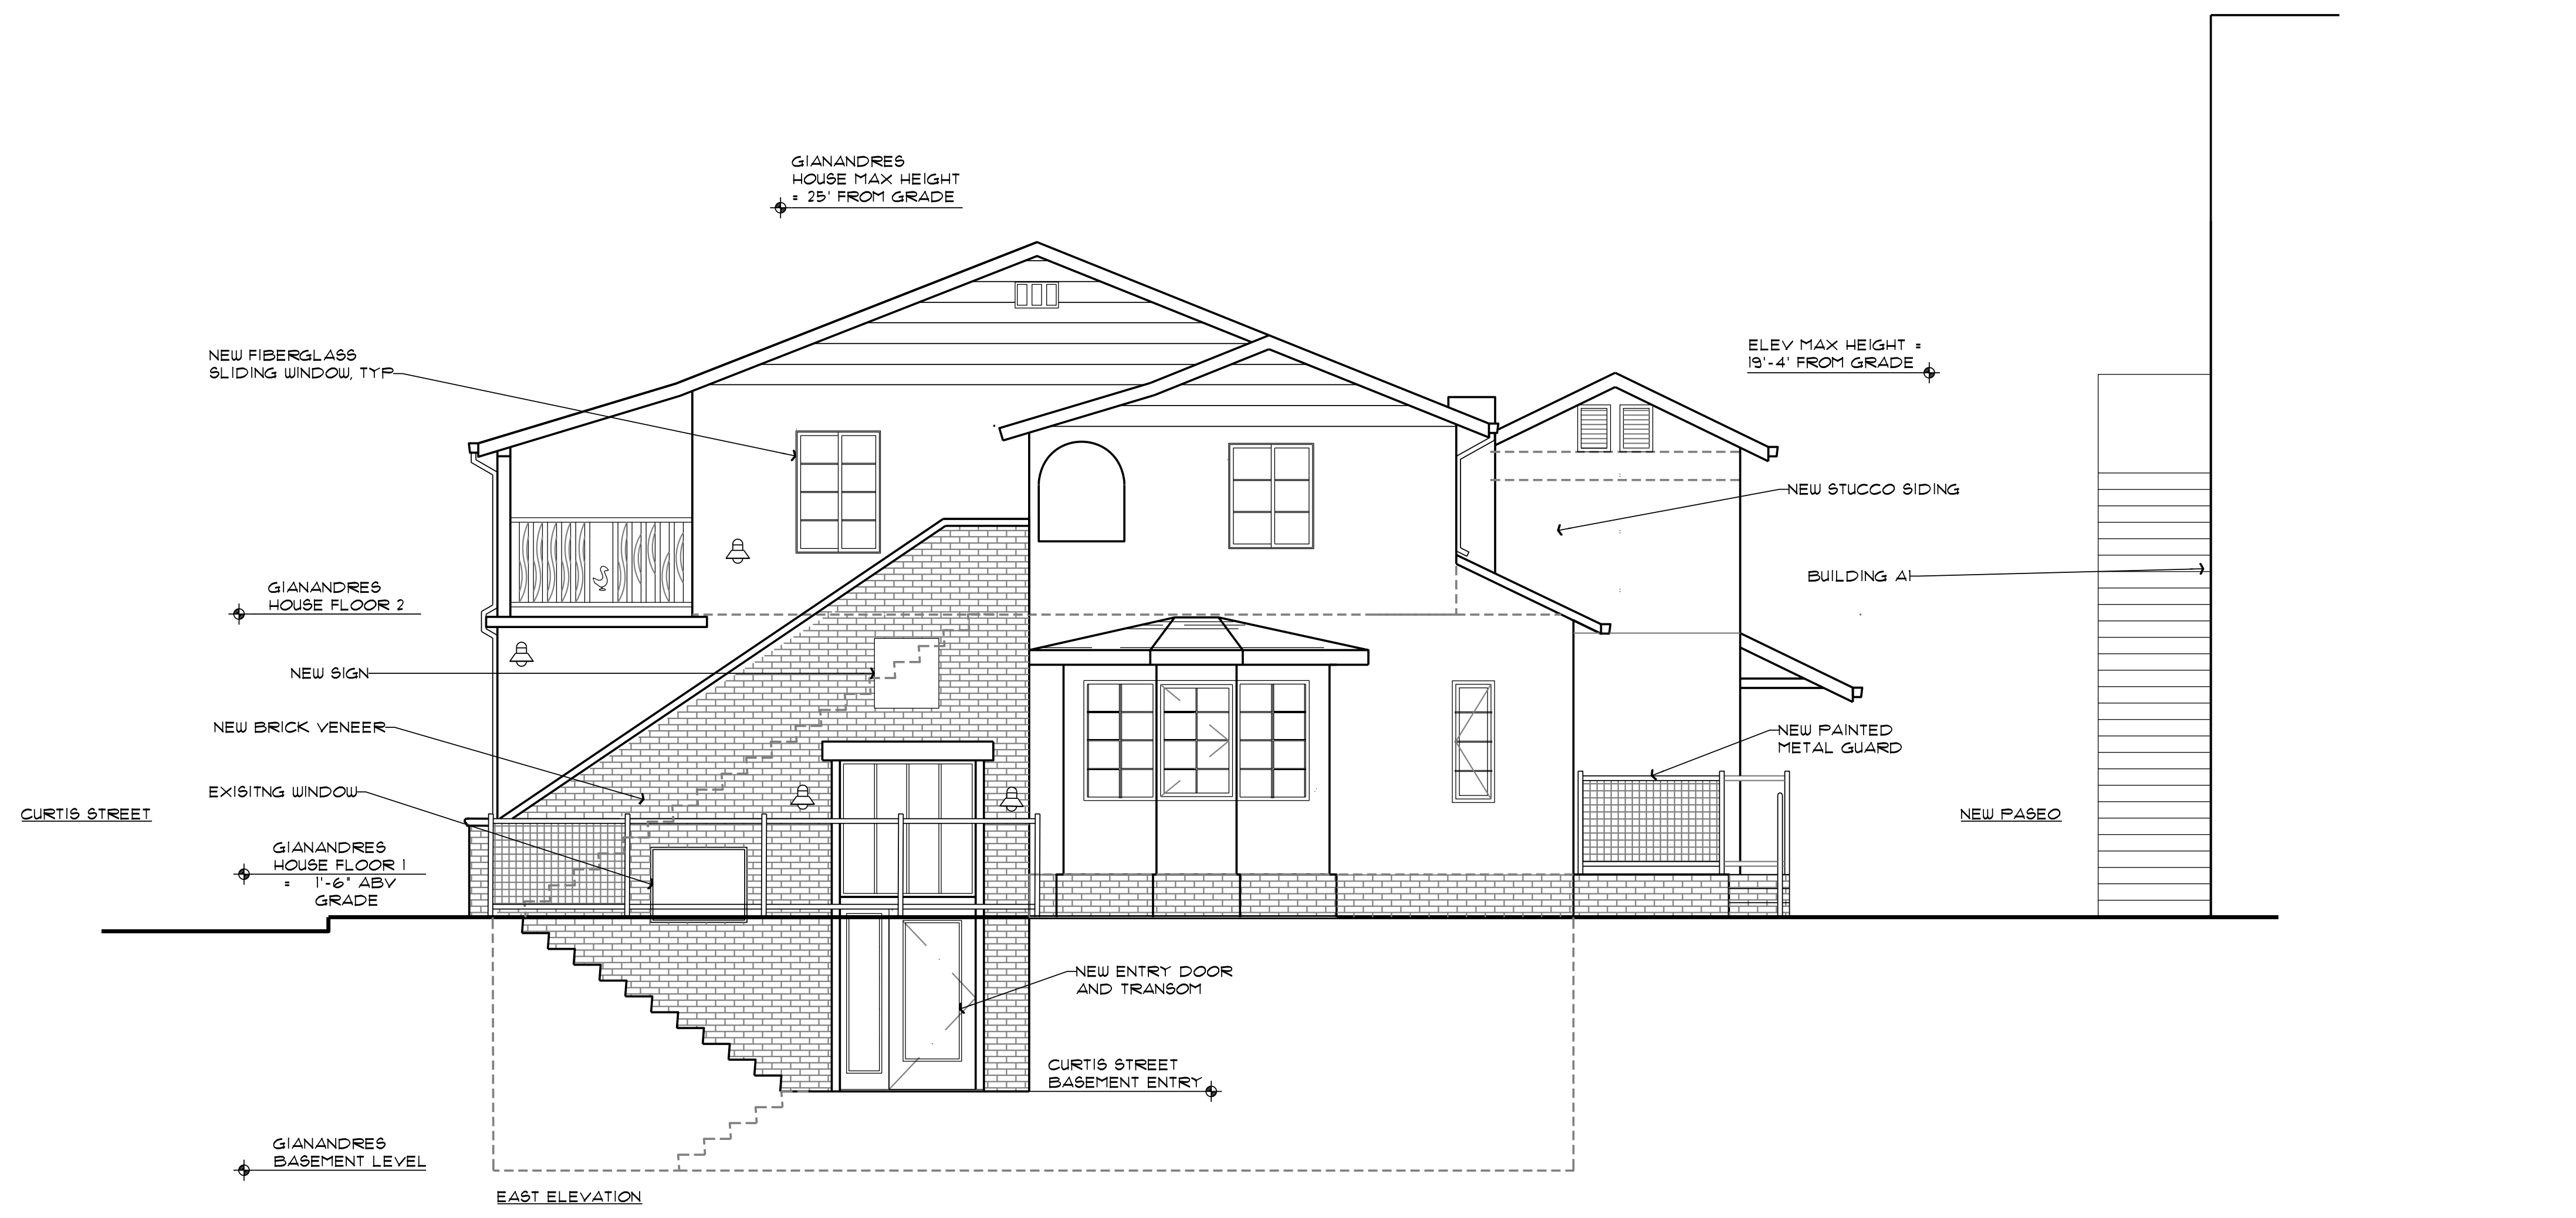 GIANANDRES
HOUSE MAX HEIGHT
= 25' FROM GRADE
NEW FIBERGLASS
SLIDING WINDOW, TYP
ELEV MAX HEIGHT =
19'-4' FROM GRADE
NEW STUCCO SIDING
BUILDING A1
GIANANDRES
HOUSE FLOOR 2
NEW SIGN
NEW BRICK VENEER
NEW PAINTED
METAL GUARD
EXISITNG WINDOW
CURTIS STREET
NEW PASEO
GIANANDRES
HOUSE FLOOR 1
= 1'-6" ABV
GRADE
NEW ENTRY DOOR
AND TRANSOM
CURTIS STREET
BASEMENT ENTRY
GIANANDRES
BASEMENT LEVEL
EAST ELEVATION